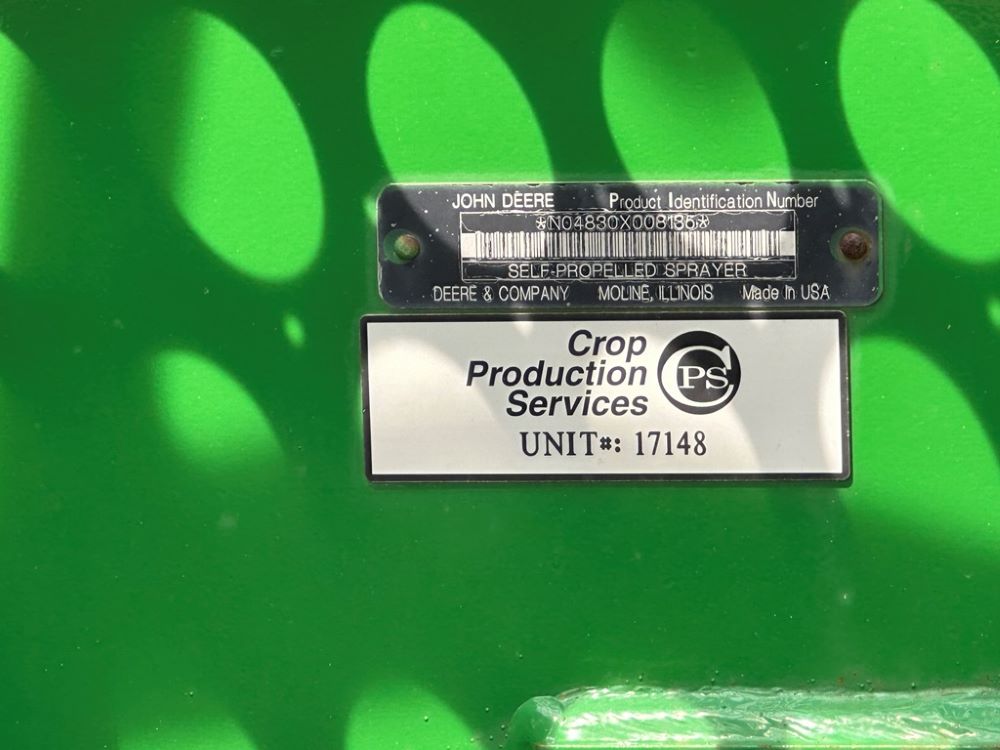 JOHN DEERE Product Identification Number
*N04830X008135*
SELF-PROPELLED SPRAYER
DEERE & COMPANY MOLINE, ILLINOIS Made In USA
Crop
Production
Services
CPS
UNIT#: 17148